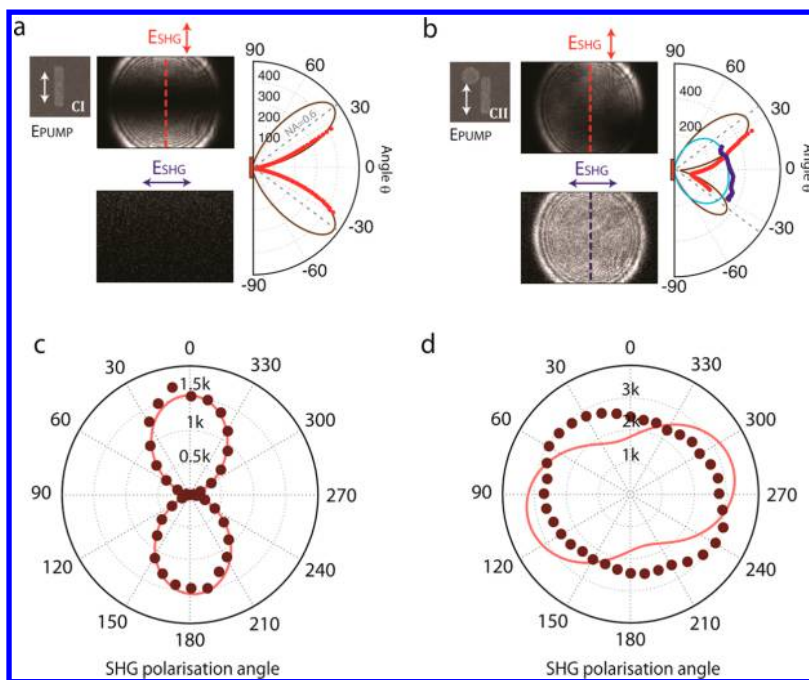 a
ESHG
EPUMP
CI
90
60
30
0
-30
-60
-90
400
300
200
100
NA=0.6
Angle θ
ESHG
b
ESHG
EPUMP
CII
90
60
30
0
-30
-60
-90
400
200
Angle θ
ESHG
c
0
30
330
60
300
90
270
120
240
150
210
180
1.5k
1k
0.5k
SHG polarisation angle
d
0
30
330
60
300
90
270
120
240
150
210
180
3k
2k
1k
SHG polarisation angle